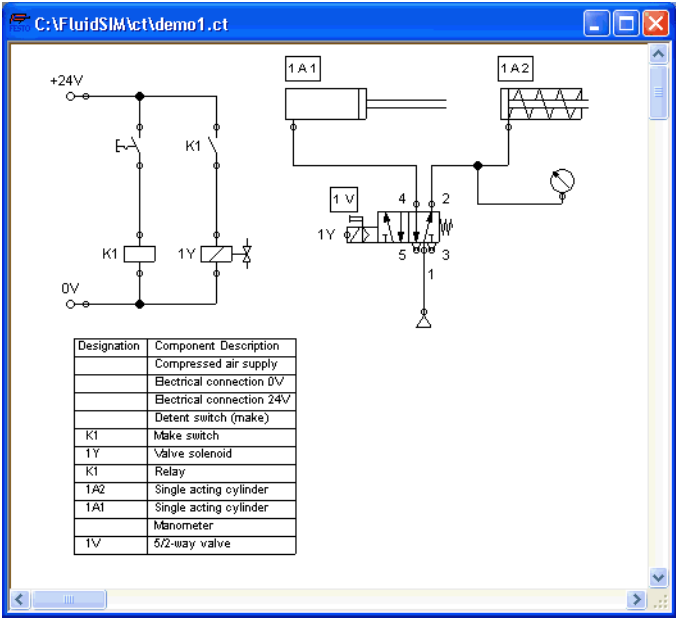 C:\FluidSIM\ct\demo1.ct
FESTO
+24V
1A1
1A2
K1
1 V
4
2
1Y
K1
1Y
5
3
1
0V
Designation Component Description
Compressed air supply
Electrical connection 0V
Electrical connection 24V
Detent switch (make)
K1 Make switch
1Y Valve solenoid
K1 Relay
1A2 Single acting cylinder
1A1 Single acting cylinder
Manometer
1V 5/2-way valve